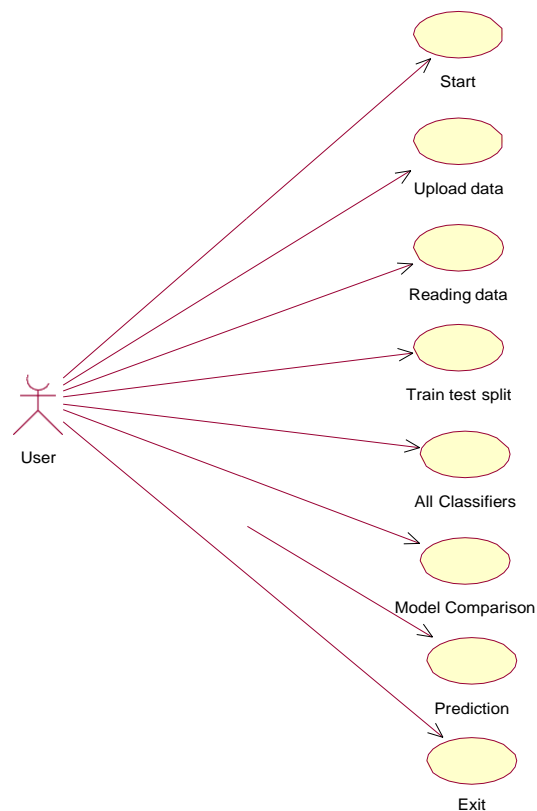 Start
Upload data
Reading data
Train test split
User
All Classifiers
Model Comparison
Prediction
Exit